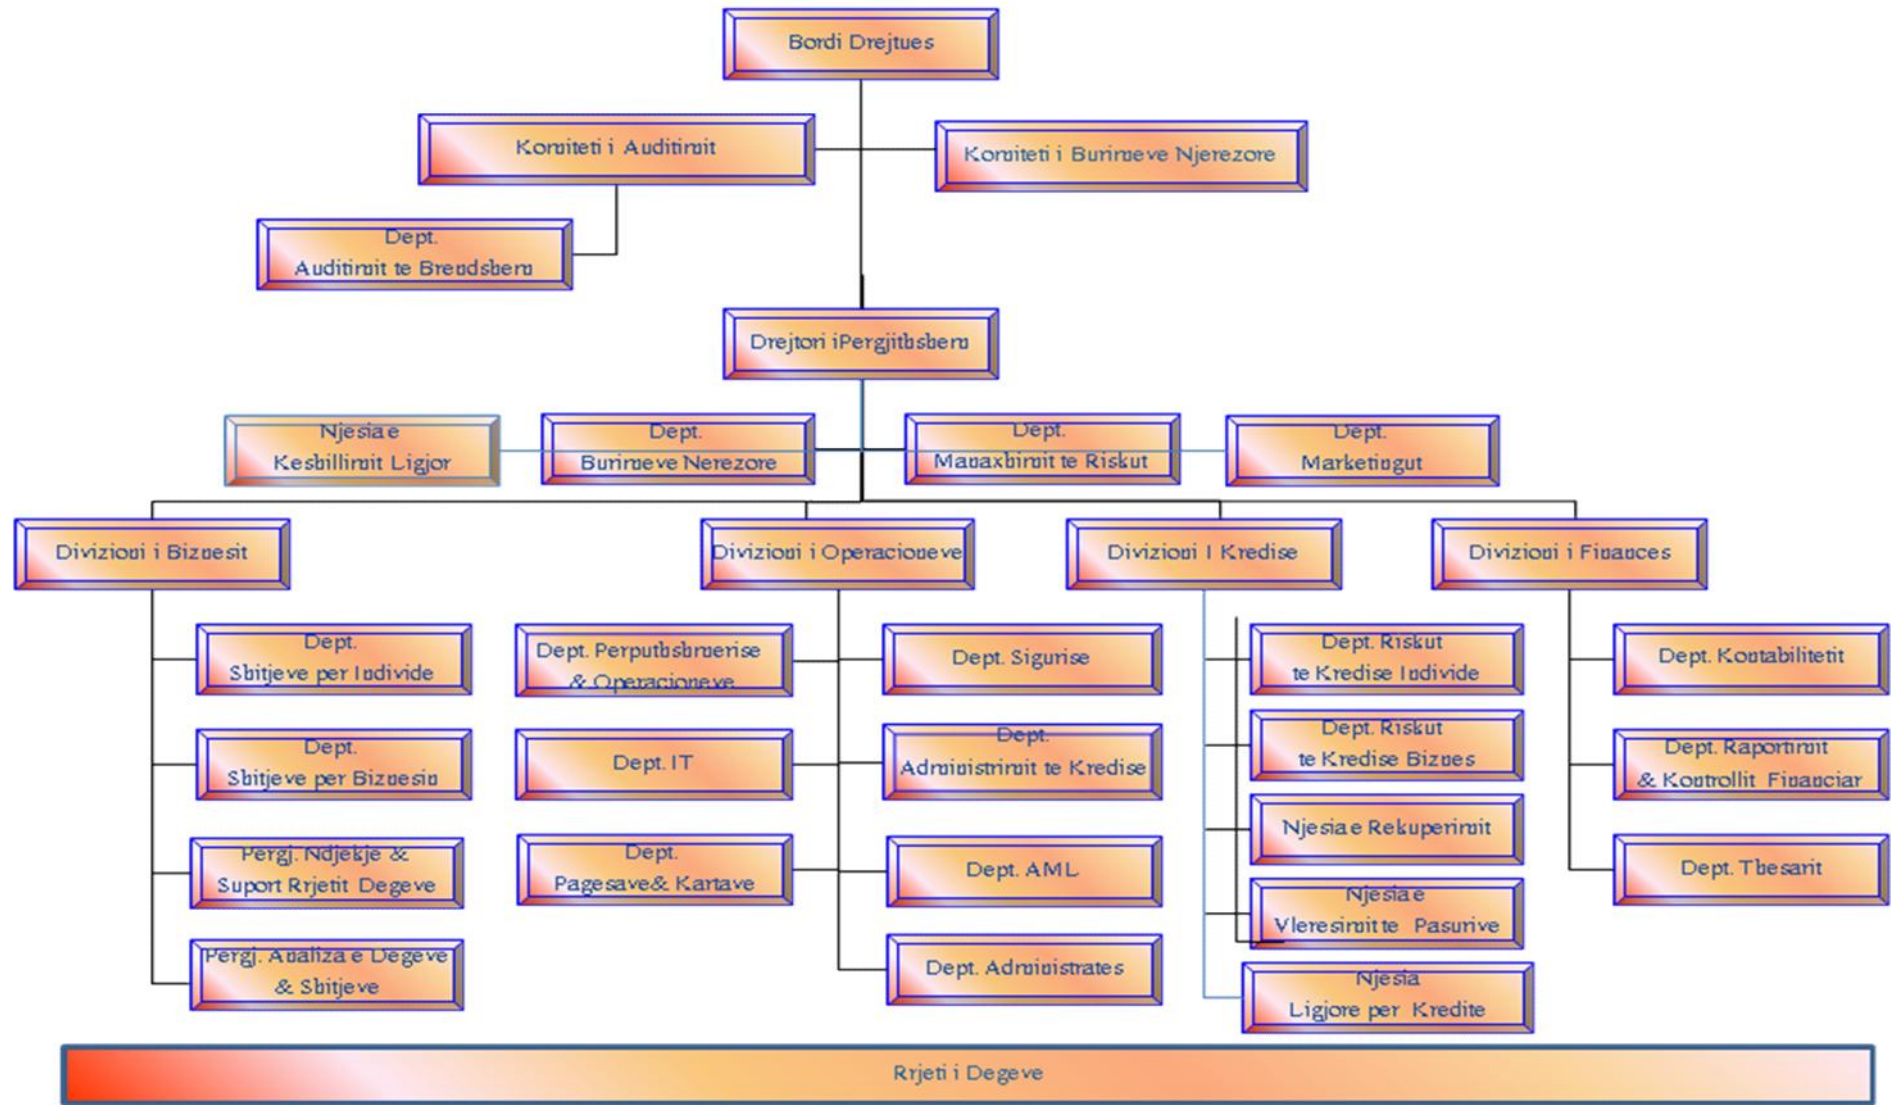 Bordi Drejtues
Komiteti i Auditimit
Komiteti i Burimeve Njerezore
Dept.
Auditimit te Brendshem
Drejtori iPergjithshem
Njesia e
Keshillimit Ligjor
Dept.
Burimeve Nerezore
Dept.
Manaxhimit te Riskut
Dept.
Marketingut
Divizioni i Biznesit
Divizioni i Operacioneve
Divizioni I Kredise
Divizioni i Finances
Dept.
Shitjeve per Individe
Dept.
Shitjeve per Biznesin
Pergj. Ndjekje &
Suport Rrjetit Degeve
Pergj. Analiza e Degeve
& Shitjeve
Dept. Perputhshmerise
& Operacioneve
Dept. IT
Dept.
Pagesave& Kartave
Dept. Sigurise
Dept.
Administrimit te Kredise
Dept. AML
Dept. Administrates
Dept. Riskut
te Kredise Individe
Dept. Riskut
te Kredise Biznes
Njesia e Rekuperimit
Njesia e
Vleresimit te Pasurive
Njesia
Ligjore per Kredite
Dept. Kontabilitetit
Dept. Raportimit
& Kontrollit Financiar
Dept. Thesarit
Rrjeti i Degeve